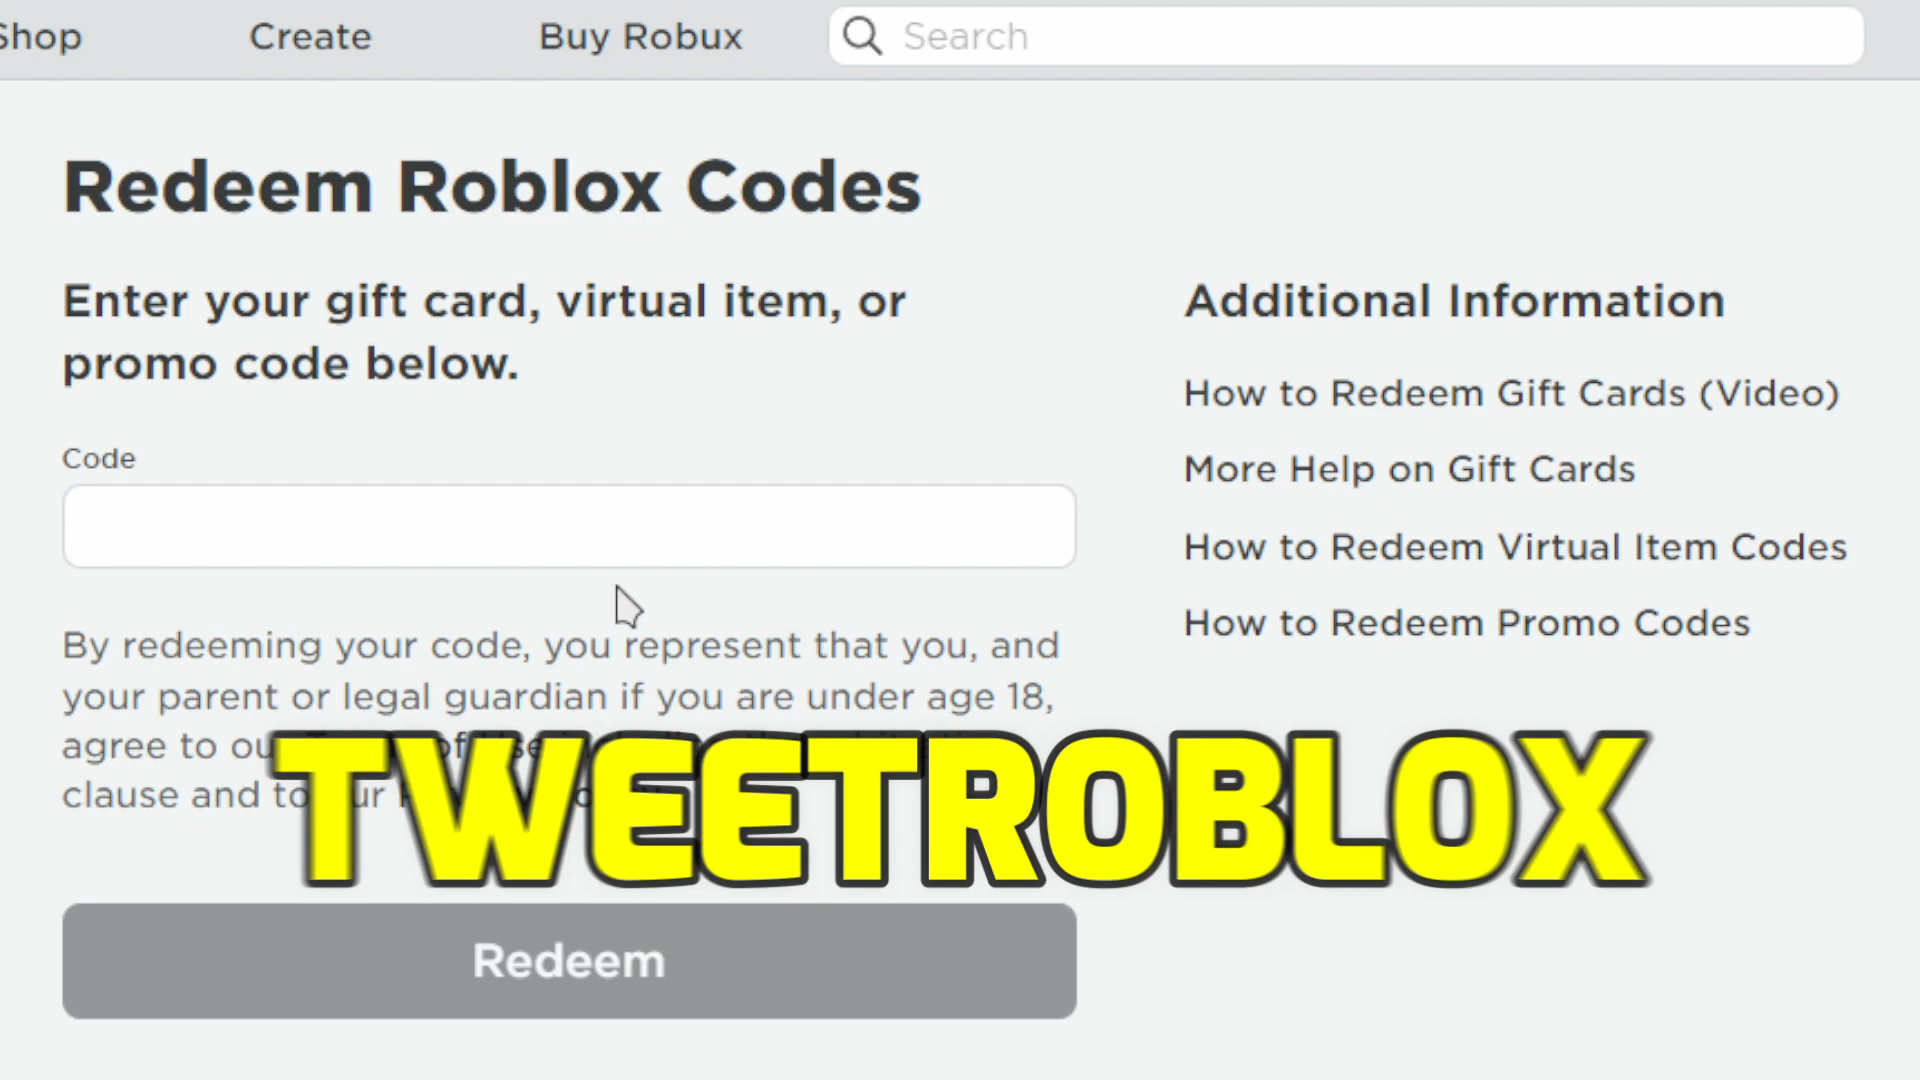 Shop Create Buy Robux Search
Redeem Roblox Codes
Enter your gift card, virtual item, or
promo code below.
Code
By redeeming your code, you represent that you, and
your parent or legal guardian if you are under age 18,
agree to our
clause and to our
TWEETROBLOX
Redeem
Additional Information
How to Redeem Gift Cards (Video)
More Help on Gift Cards
How to Redeem Virtual Item Codes
How to Redeem Promo Codes